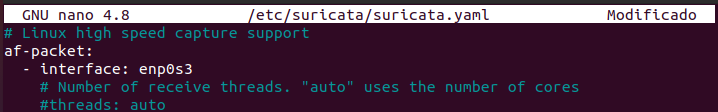 GNU nano 4.8 /etc/suricata/suricata.yaml Modificado
# Linux high speed capture support
af-packet:
  - interface: enp0s3
    # Number of receive threads. "auto" uses the number of cores
    #threads: auto